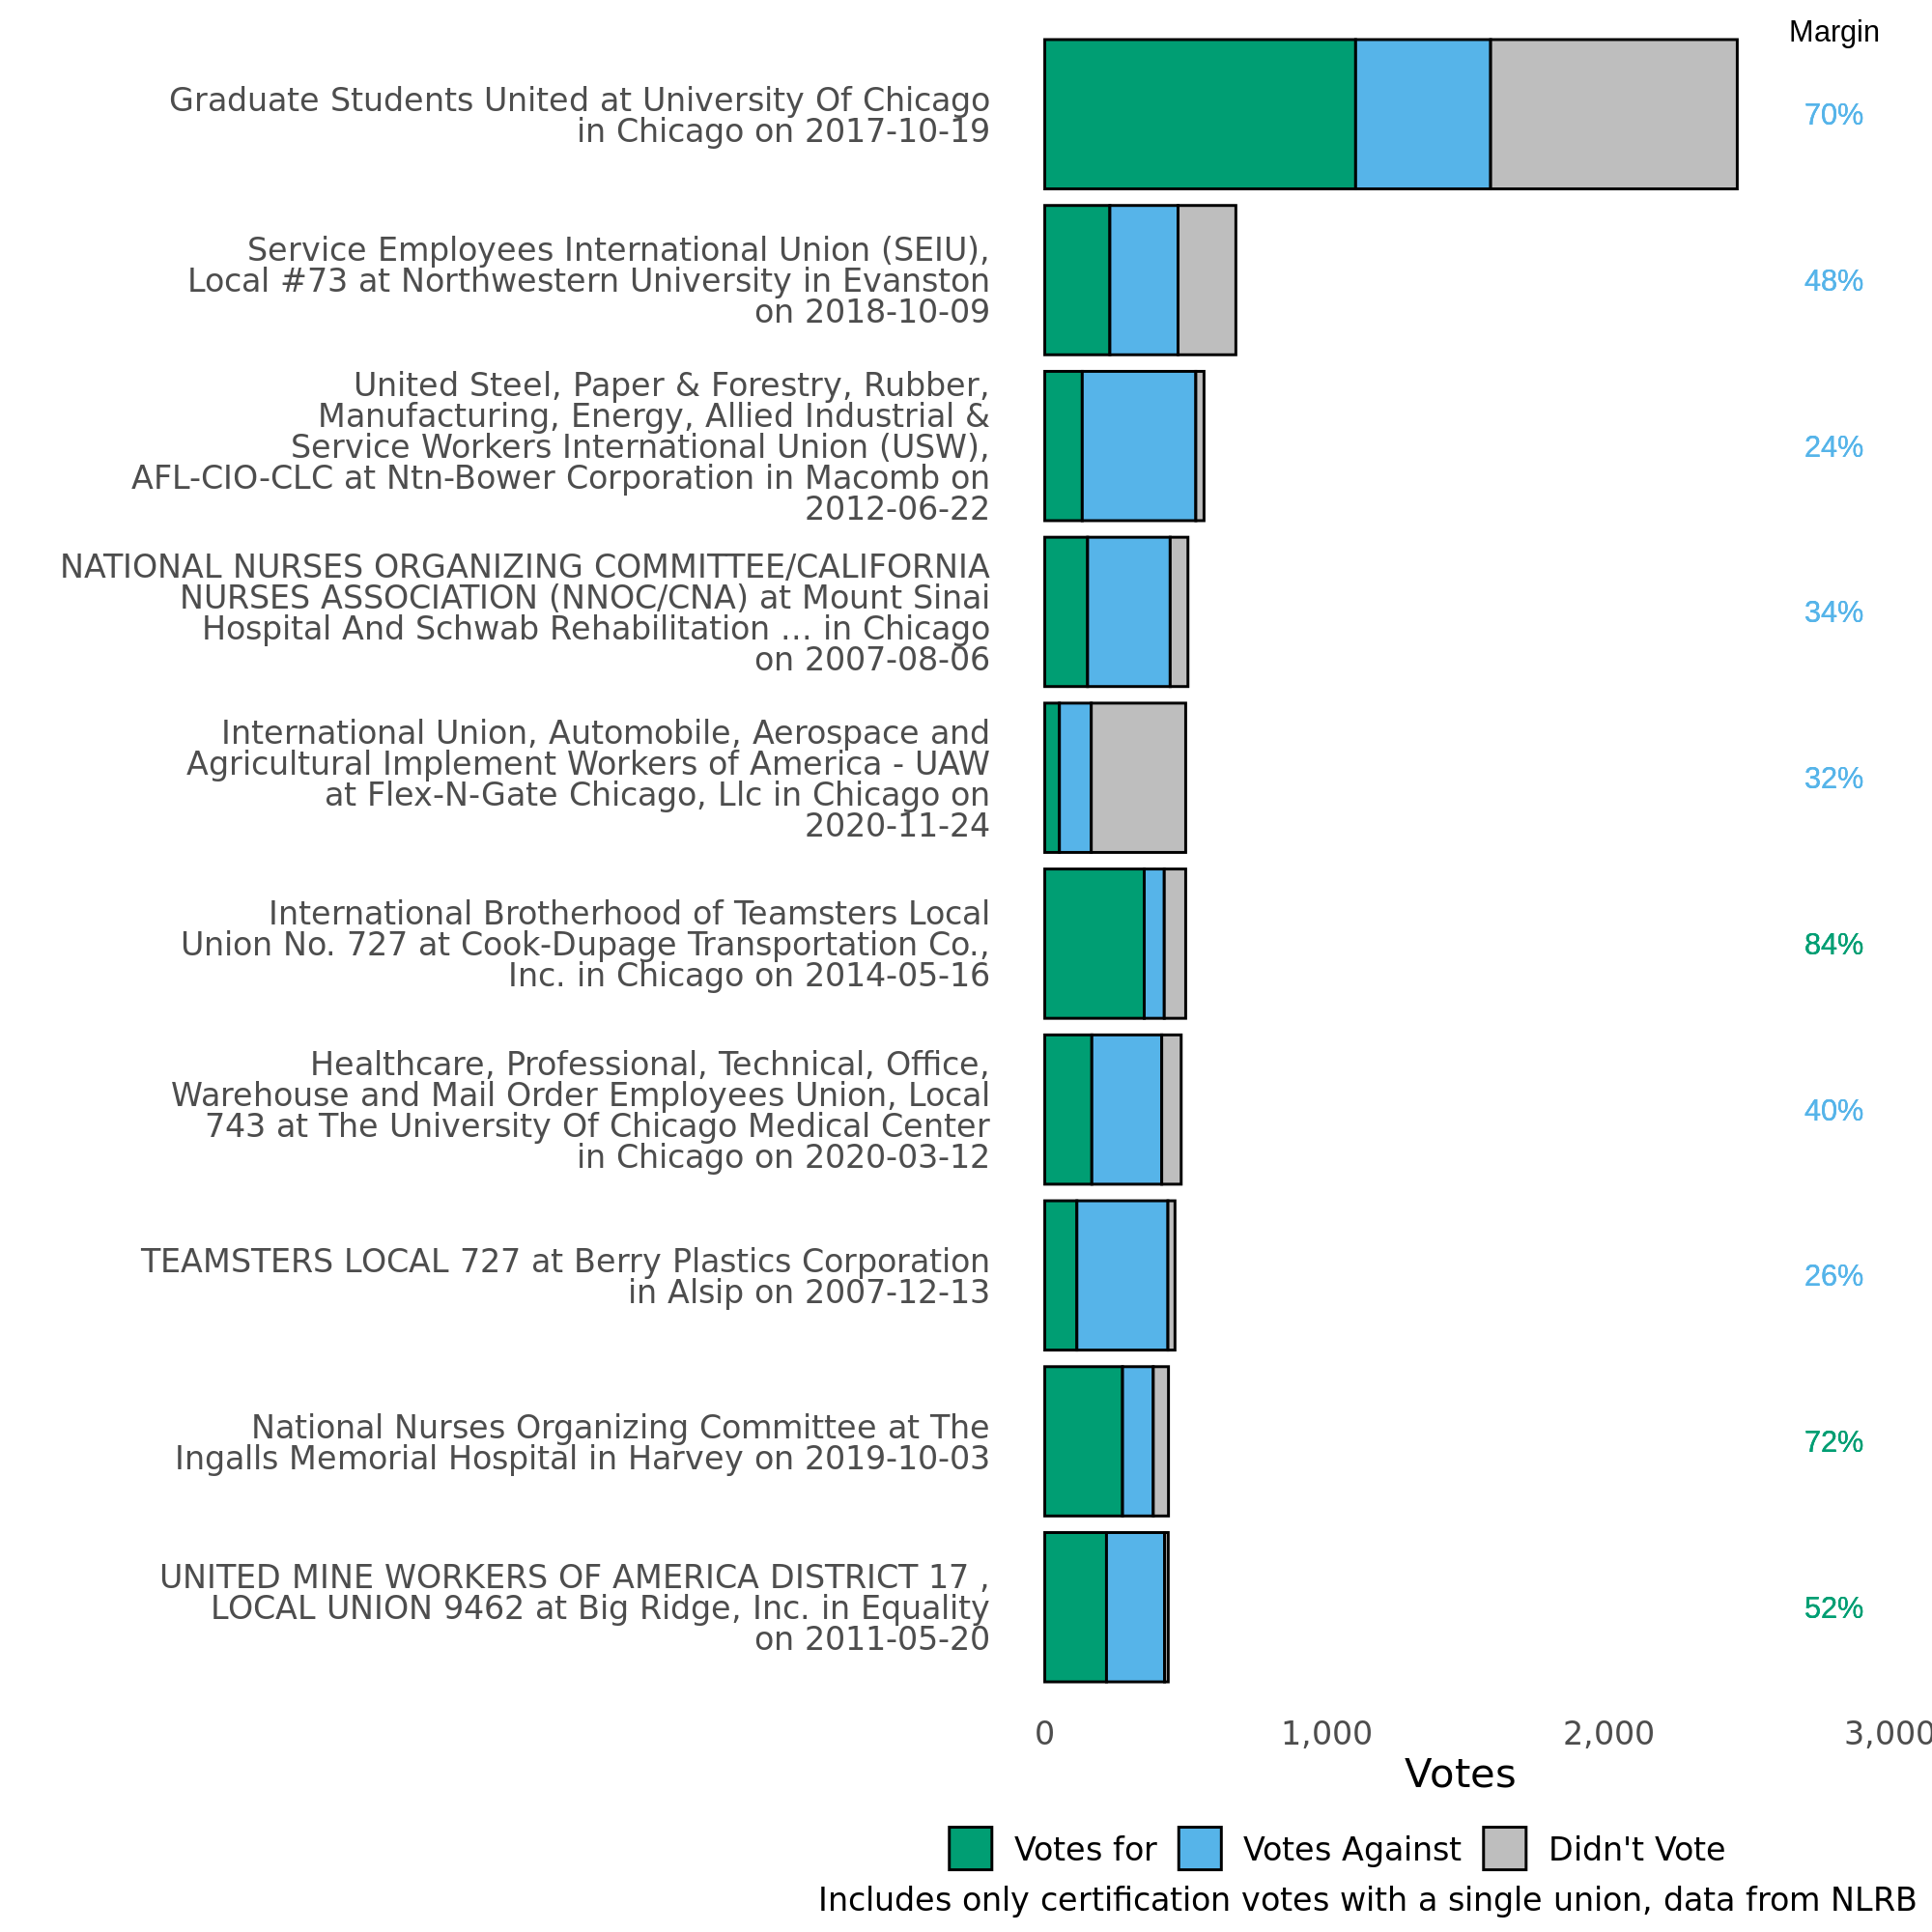 Margin
Graduate Students United at University Of Chicago
in Chicago on 2017-10-19
70%
Service Employees International Union (SEIU),
Local #73 at Northwestern University in Evanston
on 2018-10-09
48%
United Steel, Paper & Forestry, Rubber,
Manufacturing, Energy, Allied Industrial &
Service Workers International Union (USW),
AFL-CIO-CLC at Ntn-Bower Corporation in Macomb on
2012-06-22
24%
NATIONAL NURSES ORGANIZING COMMITTEE/CALIFORNIA
NURSES ASSOCIATION (NNOC/CNA) at Mount Sinai
Hospital And Schwab Rehabilitation ... in Chicago
on 2007-08-06
34%
International Union, Automobile, Aerospace and
Agricultural Implement Workers of America - UAW
at Flex-N-Gate Chicago, Llc in Chicago on
2020-11-24
32%
International Brotherhood of Teamsters Local
Union No. 727 at Cook-Dupage Transportation Co.,
Inc. in Chicago on 2014-05-16
84%
Healthcare, Professional, Technical, Office,
Warehouse and Mail Order Employees Union, Local
743 at The University Of Chicago Medical Center
in Chicago on 2020-03-12
40%
TEAMSTERS LOCAL 727 at Berry Plastics Corporation
in Alsip on 2007-12-13
26%
National Nurses Organizing Committee at The
Ingalls Memorial Hospital in Harvey on 2019-10-03
72%
UNITED MINE WORKERS OF AMERICA DISTRICT 17 ,
LOCAL UNION 9462 at Big Ridge, Inc. in Equality
on 2011-05-20
52%
0 1,000 2,000 3,000
Votes
Votes for Votes Against Didn't Vote
Includes only certification votes with a single union, data from NLRB